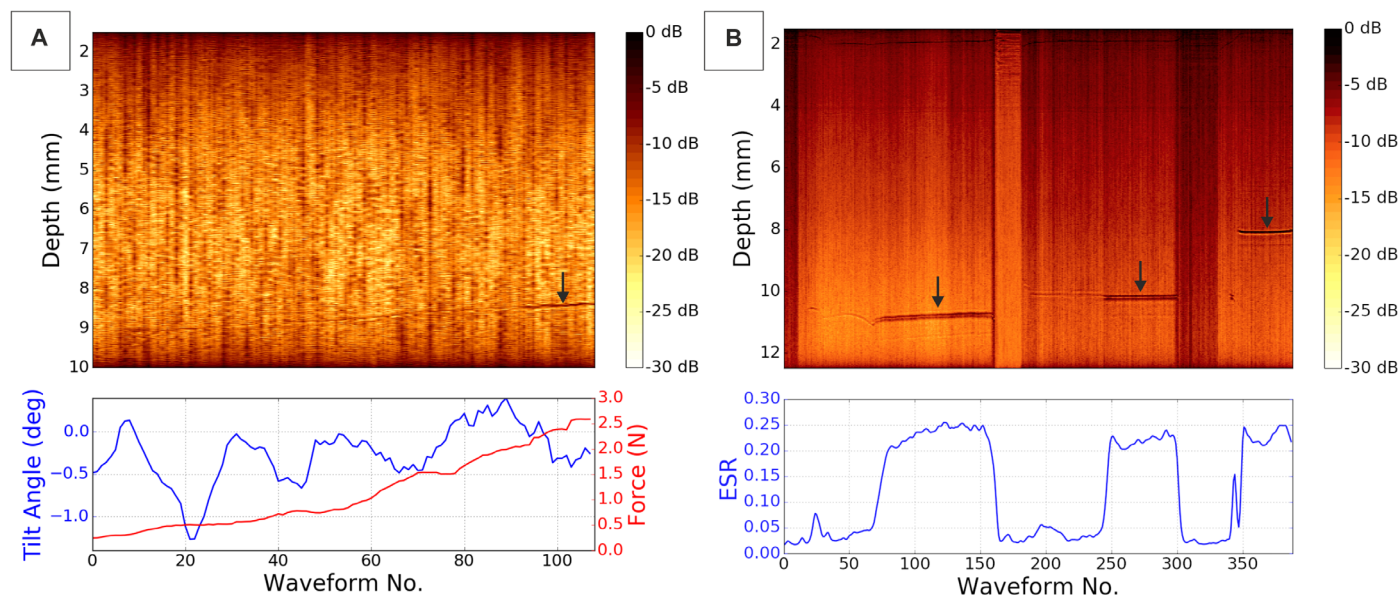 A
Depth (mm)
2
3
4
5
6
7
8
9
10
0 dB
-5 dB
-10 dB
-15 dB
-20 dB
-25 dB
-30 dB
Tilt Angle (deg)
0.0
−0.5
−1.0
3.0
2.5
2.0
1.5
1.0
0.5
0.0
Force (N)
0 20 40 60 80 100
Waveform No.
B
Depth (mm)
2
4
6
8
10
12
0 dB
-5 dB
-10 dB
-15 dB
-20 dB
-25 dB
-30 dB
ESR
0.30
0.25
0.20
0.15
0.10
0.05
0.00
0 50 100 150 200 250 300 350
Waveform No.